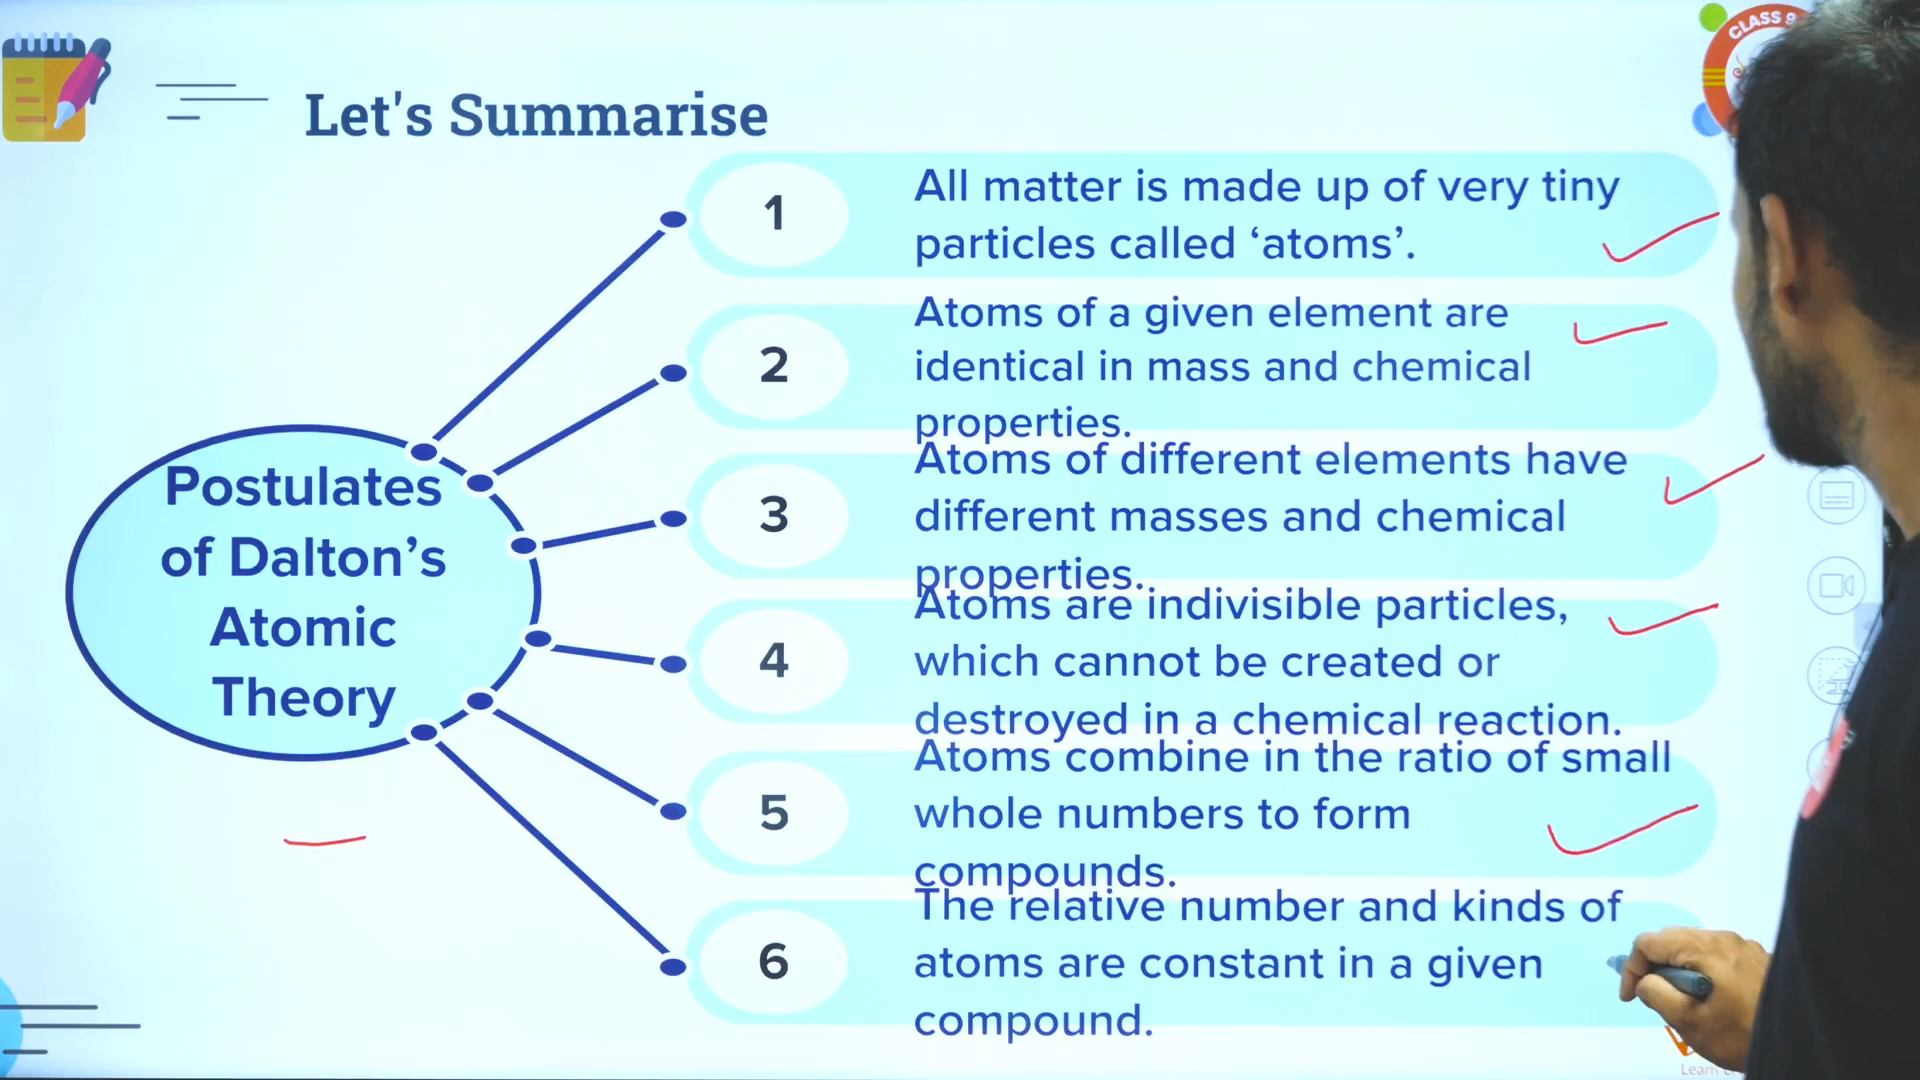 CLASS 9
Let's Summarise
Postulates
of Dalton’s
Atomic
Theory
1
All matter is made up of very tiny
particles called ‘atoms’.
2
Atoms of a given element are
identical in mass and chemical
properties.
3
Atoms of different elements have
different masses and chemical
properties.
4
Atoms are indivisible particles,
which cannot be created or
destroyed in a chemical reaction.
5
Atoms combine in the ratio of small
whole numbers to form
compounds.
6
The relative number and kinds of
atoms are constant in a given
compound.
Learn